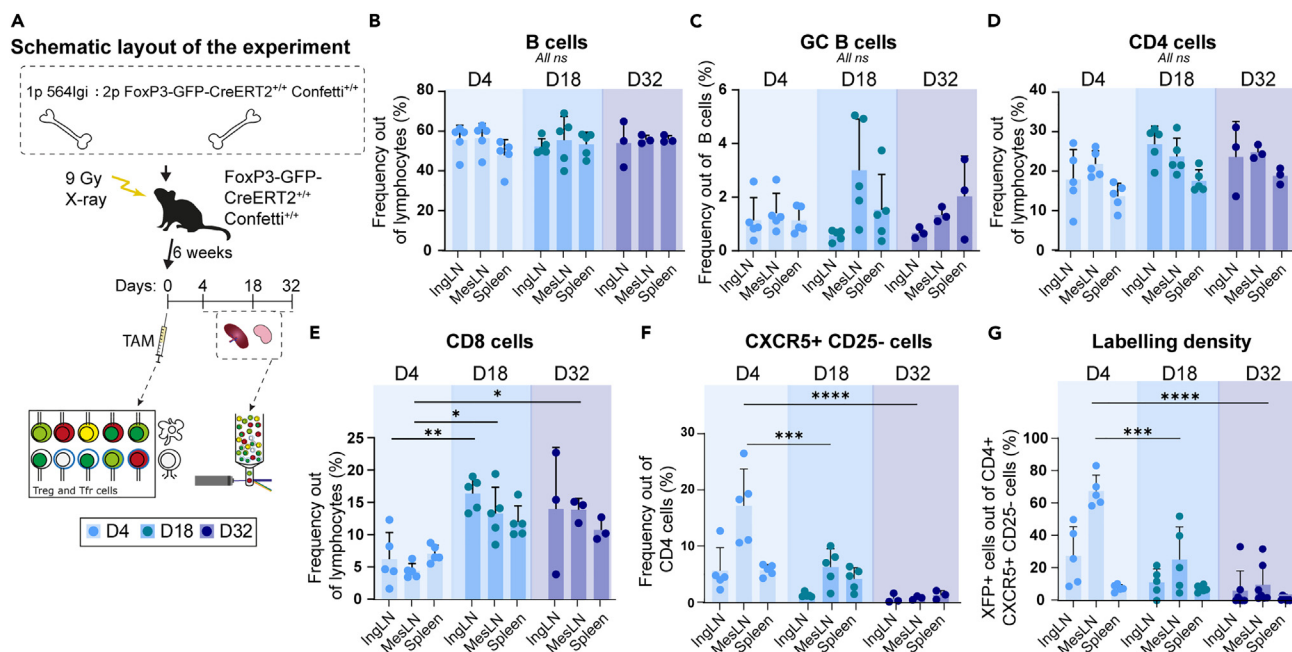 A
Schematic layout of the experiment
1p 564Igi : 2p FoxP3-GFP-CreERT2+/+ Confetti+/+
9 Gy
X-ray
FoxP3-GFP-
CreERT2+/+
Confetti+/+
6 weeks
Days: 0 4 18 32
TAM
Treg and Tfr cells
D4 D18 D32
B
B cells
All ns
D4 D18 D32
Frequency out
of lymphocytes (%)
80
60
40
20
0
IngLN MesLN Spleen IngLN MesLN Spleen IngLN MesLN Spleen
C
GC B cells
All ns
D4 D18 D32
Frequency out of B cells (%)
6
4
2
0
IngLN MesLN Spleen IngLN MesLN Spleen IngLN MesLN Spleen
D
CD4 cells
All ns
D4 D18 D32
Frequency out
of lymphocytes (%)
40
30
20
10
0
IngLN MesLN Spleen IngLN MesLN Spleen IngLN MesLN Spleen
E
CD8 cells
D4 D18 D32
*
*
**
Frequency out
of lymphocytes (%)
25
20
15
10
5
0
IngLN MesLN Spleen IngLN MesLN Spleen IngLN MesLN Spleen
F
CXCR5+ CD25- cells
D4 D18 D32
****
***
Frequency out of
CD4 cells (%)
30
20
10
0
IngLN MesLN Spleen IngLN MesLN Spleen IngLN MesLN Spleen
G
Labelling density
D4 D18 D32
****
***
XFP+ cells out of CD4+
CXCR5+ CD25- cells (%)
100
80
60
40
20
0
IngLN MesLN Spleen IngLN MesLN Spleen IngLN MesLN Spleen